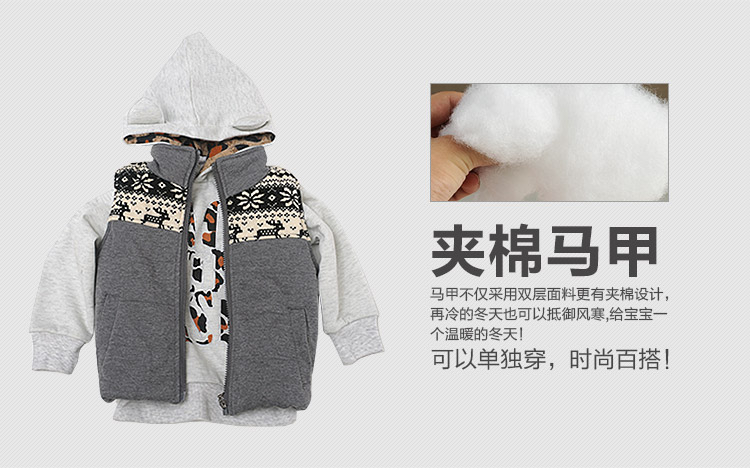 夹棉马甲
马甲不仅采用双层面料更有夹棉设计，
再冷的冬天也可以抵御风寒,给宝宝一
个温暖的冬天！
可以单独穿，时尚百搭！